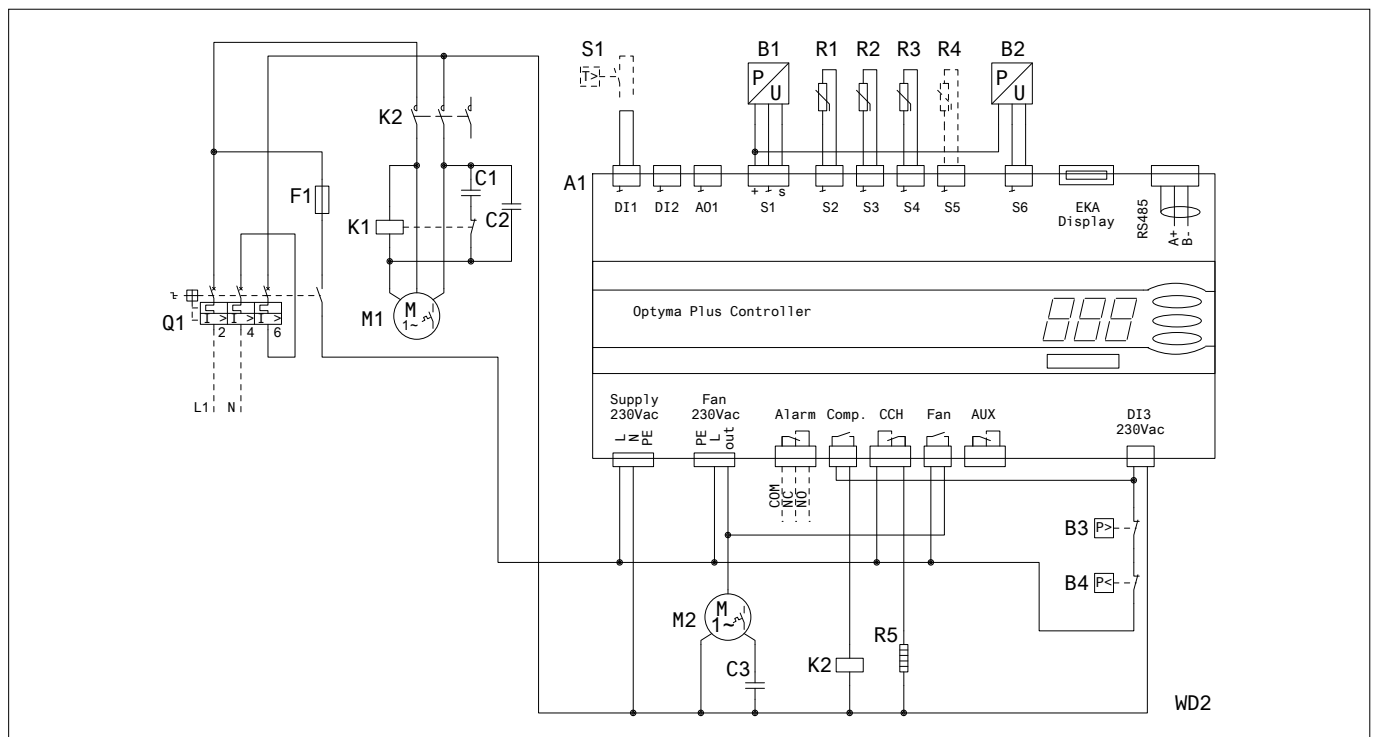 S1
B1
R1
R2
R3
R4
B2
T>
P
U
P
U
K2
C1
C2
F1
K1
A1
+
s
DI1
DI2
AO1
S1
S2
S3
S4
S5
S6
EKA
Display
RS485
A+
B-
M1
M
1~
Q1
I >
I >
I >
2
4
6
L1
N
Optyma Plus Controller
Supply
230Vac
L
N
PE
Fan
230Vac
PE
L
out
Alarm
Comp.
CCH
Fan
AUX
DI3
230Vac
COM
NC
NO
B3
P>
B4
P<
M2
M
1~
C3
K2
R5
WD2